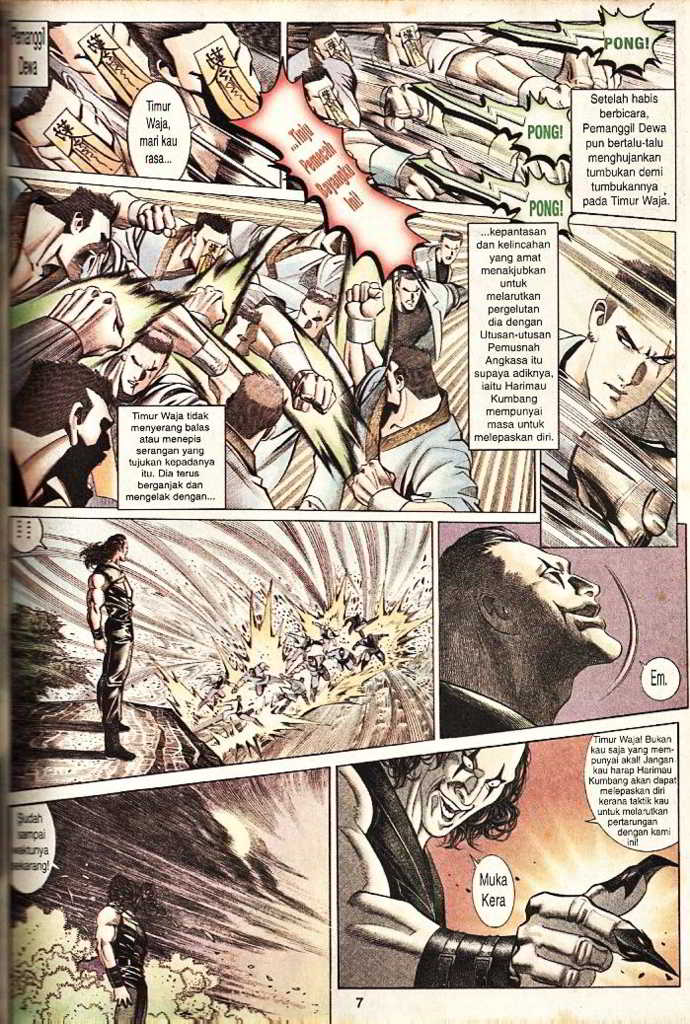 Pemanggil
Dewa
Timur
Waja,
mari kau
rasa...
...Tinju
Pemecah
Sayangkan
Ini!
PONG!
PONG!
PONG!
Setelah habis
berbicara,
Pemanggil Dewa
pun bertalu-talu
menghujankan
tumbukan demi
tumbukannya
pada Timur Waja.
Timur Waja tidak
menyerang balas
atau menepis
serangan yang
tujukan kepadanya
itu. Dia terus
berganjak dan
mengelak dengan...
...kepantasan
dan kelincahan
yang amat
menakjubkan
untuk
melarutkan
pergelutan
dia dengan
Utusan-utusan
Pemusnah
Angkasa itu
supaya adiknya,
iaitu Harimau
Kumbang
mempunyai
masa untuk
melepaskan diri.
Em.
Sudah
sampai
waktunya
sekarang!
Timur Waja! Bukan
kau saja yang mem-
punyai akal! Jangan
kau harap Harimau
Kumbang akan dapat
melepaskan diri
kerana taktik kau
untuk melarutkan
pertarungan
dengan kami
ini!
Muka
Kera
7